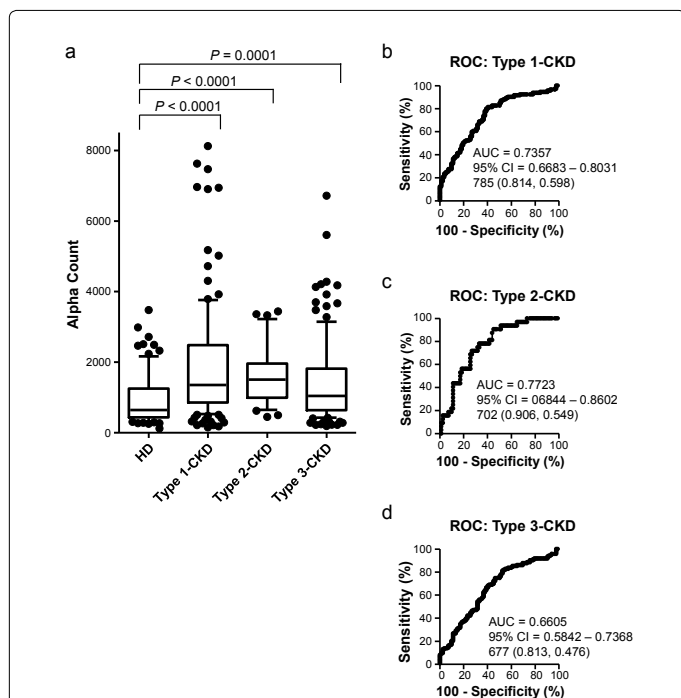 a
P = 0.0001
P < 0.0001
P < 0.0001
Alpha Count
8000
6000
4000
2000
0
HD
Type 1-CKD
Type 2-CKD
Type 3-CKD
b
ROC: Type 1-CKD
Sensitivity (%)
100
80
60
40
20
0
AUC = 0.7357
95% CI = 0.6683 – 0.8031
785 (0.814, 0.598)
0 20 40 60 80 100
100 - Specificity (%)
c
ROC: Type 2-CKD
Sensitivity (%)
100
80
60
40
20
0
AUC = 0.7723
95% CI = 06844 – 0.8602
702 (0.906, 0.549)
0 20 40 60 80 100
100 - Specificity (%)
d
ROC: Type 3-CKD
Sensitivity (%)
100
80
60
40
20
0
AUC = 0.6605
95% CI = 0.5842 – 0.7368
677 (0.813, 0.476)
0 20 40 60 80 100
100 - Specificity (%)